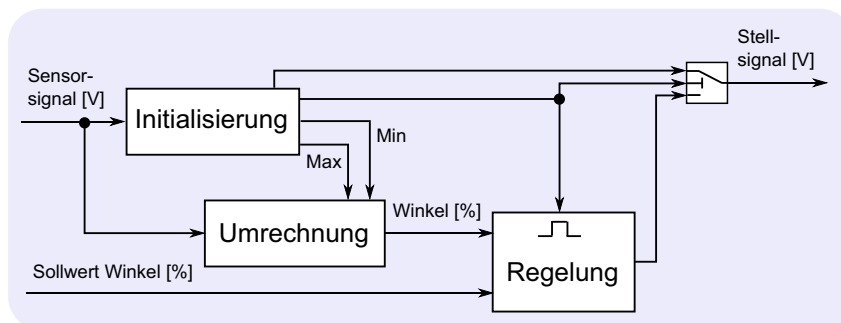 Stell-
signal [V]
Sensor-
signal [V]
Initialisierung
Min
Max
Umrechnung
Winkel [%]
Regelung
Sollwert Winkel [%]